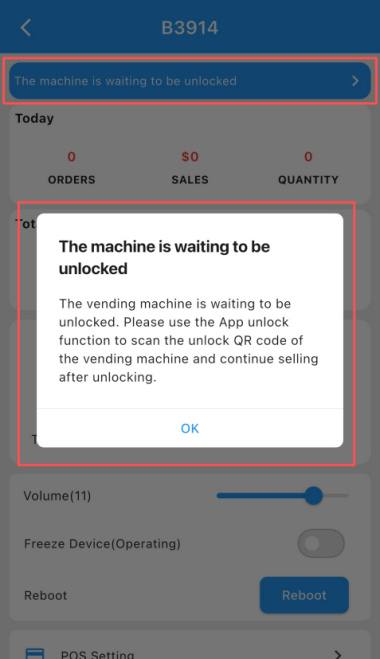 B3914
The machine is waiting to be unlocked
Today
0
$0
0
ORDERS
SALES
QUANTITY
The machine is waiting to be
unlocked
The vending machine is waiting to be
unlocked. Please use the App unlock
function to scan the unlock QR code of
the vending machine and continue selling
after unlocking.
OK
Volume(11)
Freeze Device(Operating)
Reboot
Reboot
POS Setting